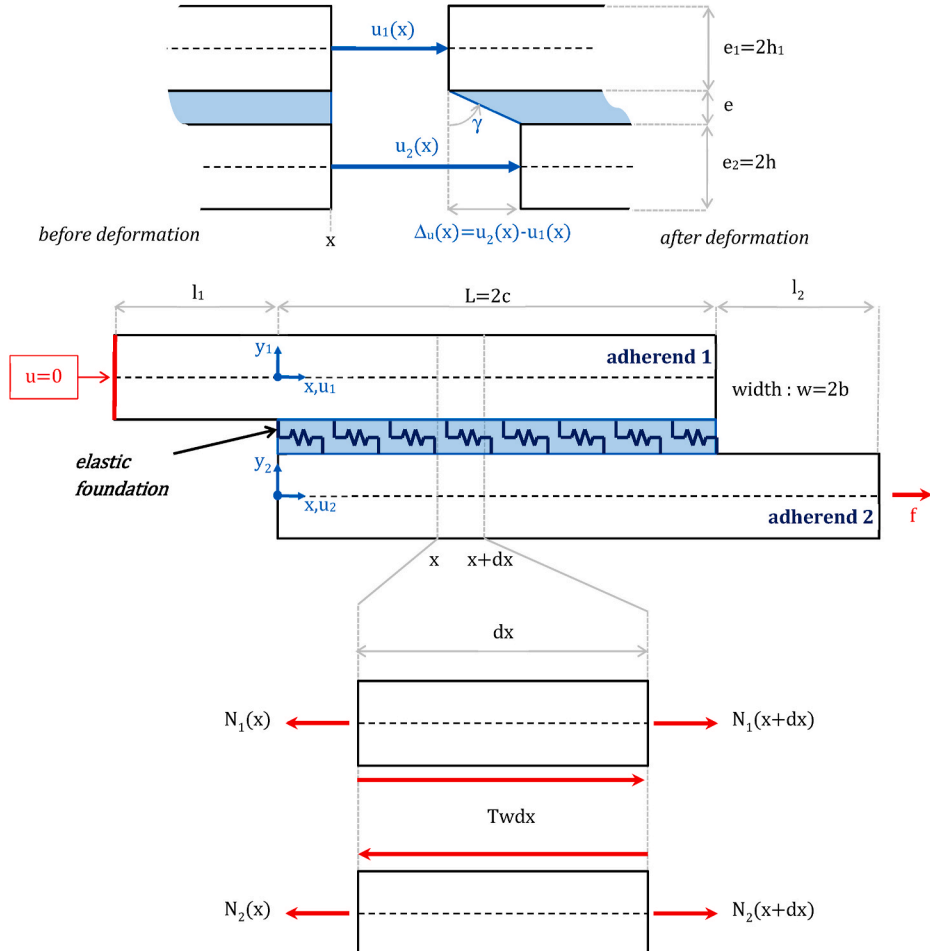 u₁(x)
e₁=2h₁
e
γ
u₂(x)
e₂=2h
before deformation
x
Δᵤ(x)=u₂(x)-u₁(x)
after deformation
l₁
L=2c
l₂
y₁
adherend 1
u=0
x,u₁
width : w=2b
elastic
foundation
y₂
x,u₂
adherend 2
f
x
x+dx
dx
N₁(x)
N₁(x+dx)
Twdx
N₂(x)
N₂(x+dx)